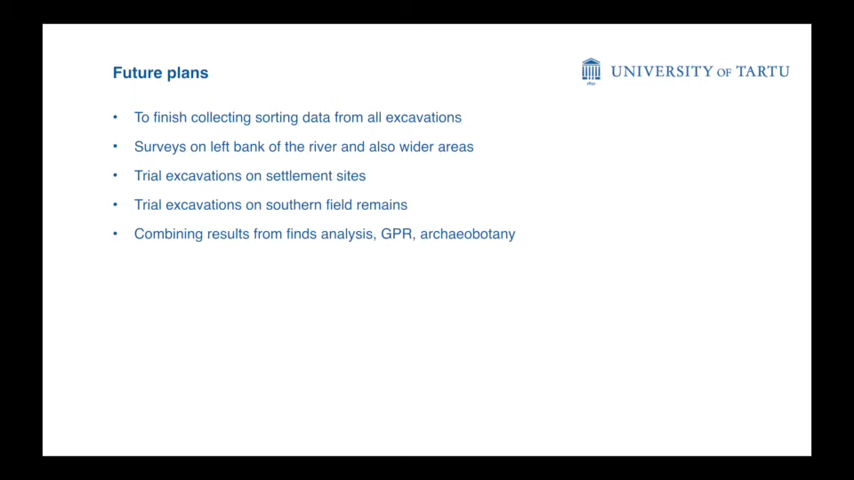 Future plans
UNIVERSITY OF TARTU
• To finish collecting sorting data from all excavations
• Surveys on left bank of the river and also wider areas
• Trial excavations on settlement sites
• Trial excavations on southern field remains
• Combining results from finds analysis, GPR, archaeobotany